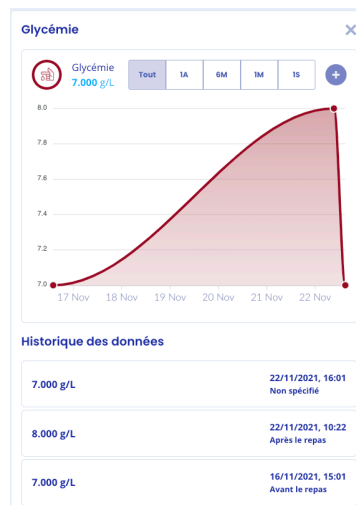 Glycémie
Glycémie
7.000 g/L
Tout 1A 6M 1M 1S
8.0
7.8
7.6
7.4
7.2
7.0
17 Nov 18 Nov 19 Nov 20 Nov 21 Nov 22 Nov
Historique des données
7.000 g/L
22/11/2021, 16:01
Non spécifié
8.000 g/L
22/11/2021, 10:22
Après le repas
7.000 g/L
16/11/2021, 15:01
Avant le repas